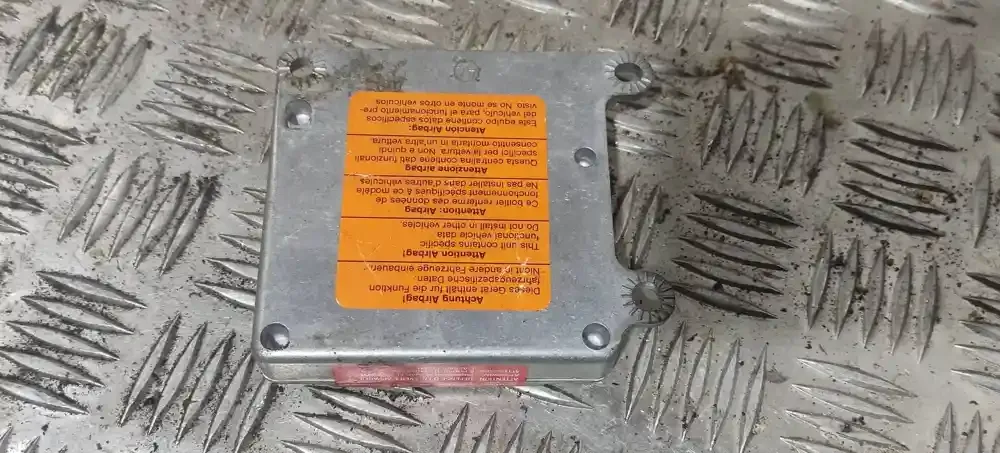 Achtung Airbag!
Dieses Gerät enthält für die Funktion
fahrzeugspezifische Daten.
Nicht in andere Fahrzeuge einbauen
Attention Airbag!
This unit contains specific
functional vehicle data
Do not install in other vehicles
Attention: Airbag
Ce boîtier renferme des données de
fonctionnement spécifiques à ce modèle
Ne pas installer dans d'autres véhicules
Attenzione airbag
Questa centralina contiene dati funzionali
specifici per la vettura. Non è quindi
consentito montarla in un'altra vettura.
Atención Airbag:
Este equipo contiene datos específicos
del vehículo, para el funcionamiento pre-
visto. No se monte en otros vehículos
ATTENTION